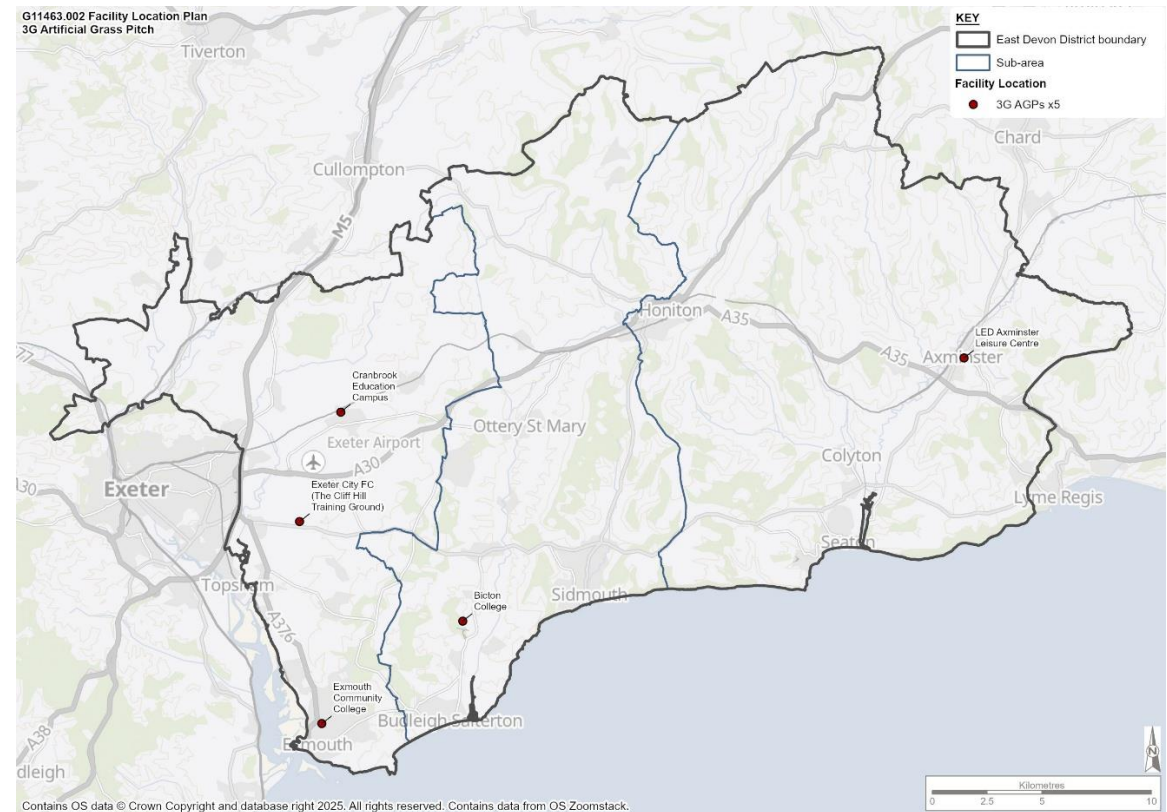 G11463.002 Facility Location Plan
3G Artificial Grass Pitch
KEY
East Devon District boundary
Sub-area
Facility Location
3G AGPs x5
Tiverton
Cullompton
Chard
M5
Honiton
A35
LED Axminster
Leisure Centre
A35
Axminster
Cranbrook
Education
Campus
Ottery St Mary
Exeter Airport
A30
Colyton
Exeter
A30
Exeter City FC
(The Cliff Hill
Training Ground)
Lyme Regis
Seaton
Topsham
Sidmouth
A376
Bicton
College
Exmouth
Community
College
Budleigh Salterton
Exmouth
A38
dleigh
Kilometres
0 2.5 5 10
N
Contains OS data © Crown Copyright and database right 2025. All rights reserved. Contains data from OS Zoomstack.